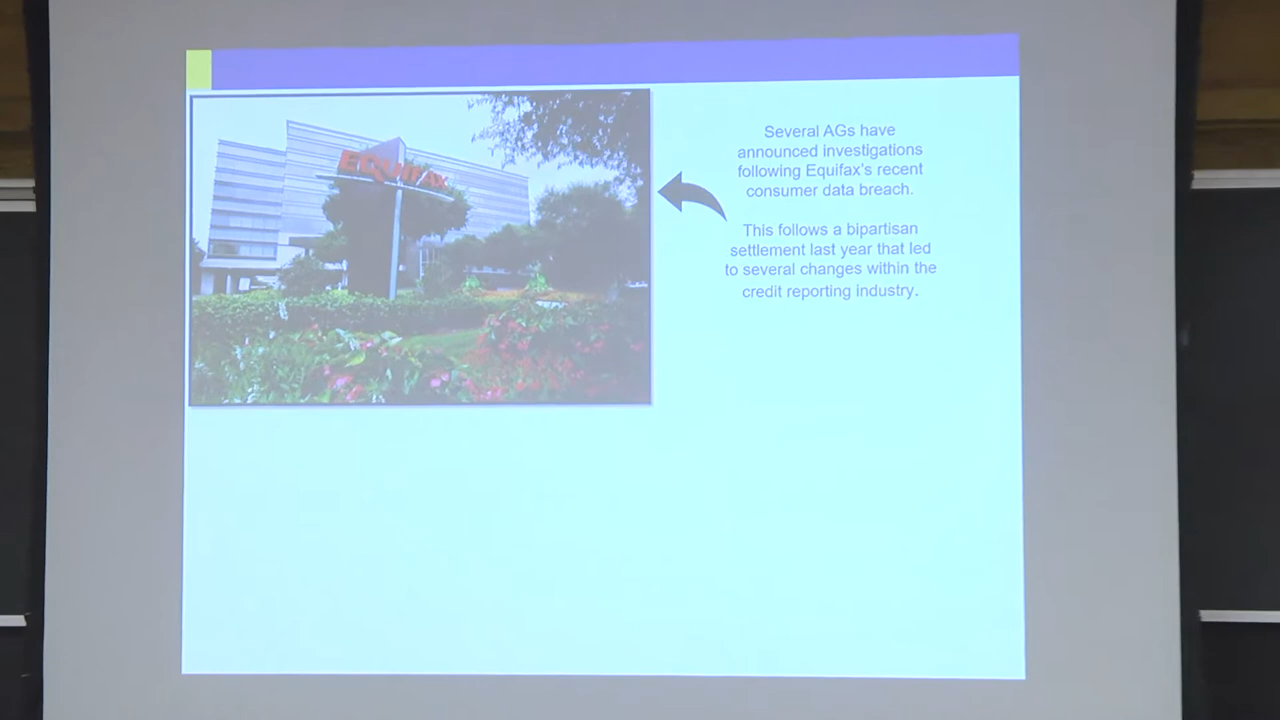 EQUIFAX
Several AGs have
announced investigations
following Equifax's recent
consumer data breach.
This follows a bipartisan
settlement last year that led
to several changes within the
credit reporting industry.